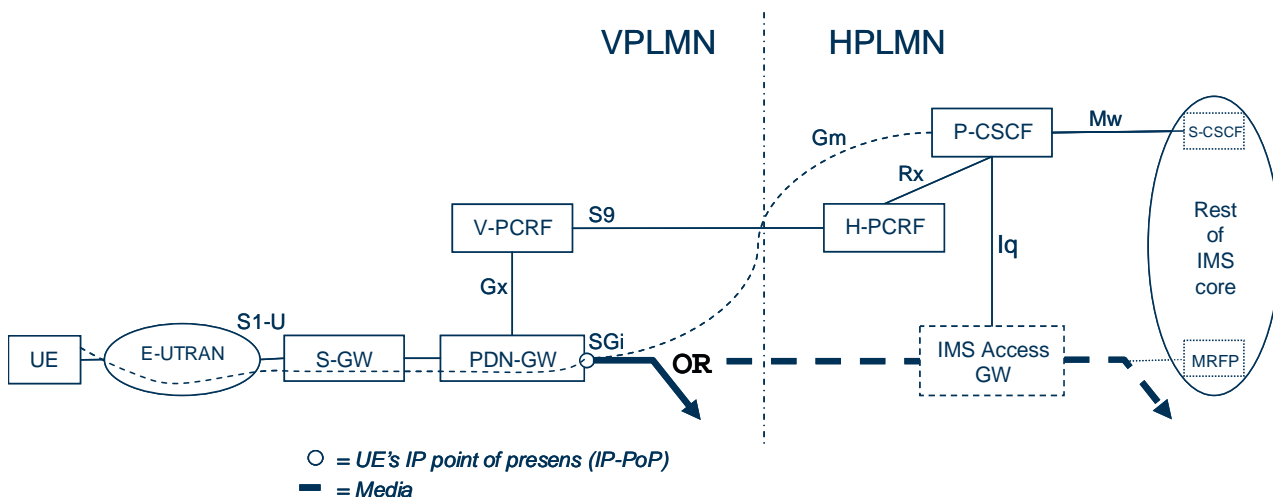 VPLMN
HPLMN
Gm
P-CSCF
Mw
S-CSCF
Rx
V-PCRF
S9
H-PCRF
Rest
of
IMS
core
Iq
Gx
S1-U
SGi
UE
E-UTRAN
S-GW
PDN-GW
OR
IMS Access
GW
MRFP
= UE's IP point of presens (IP-PoP)
= Media